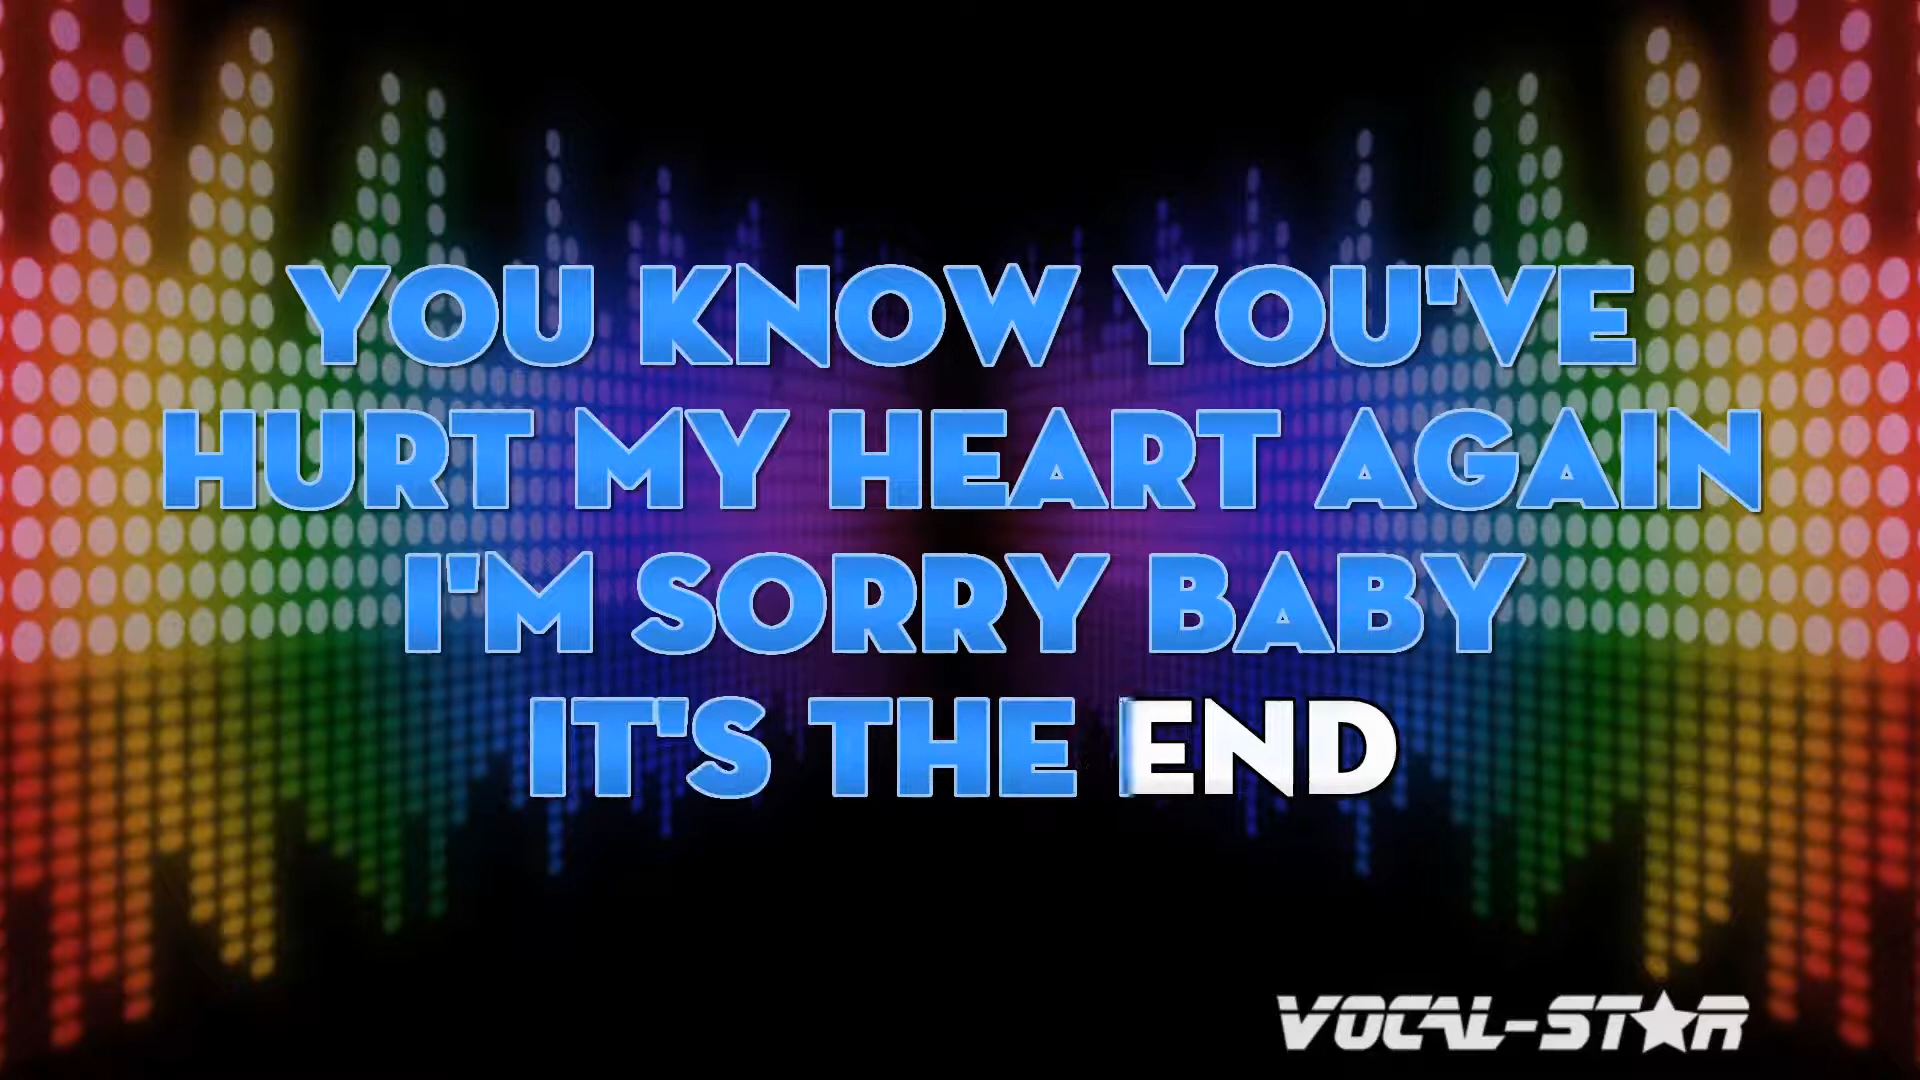 YOU KNOW YOU'VE
HURT MY HEART AGAIN
I'M SORRY BABY
IT'S THE END
VOCAL-STAR